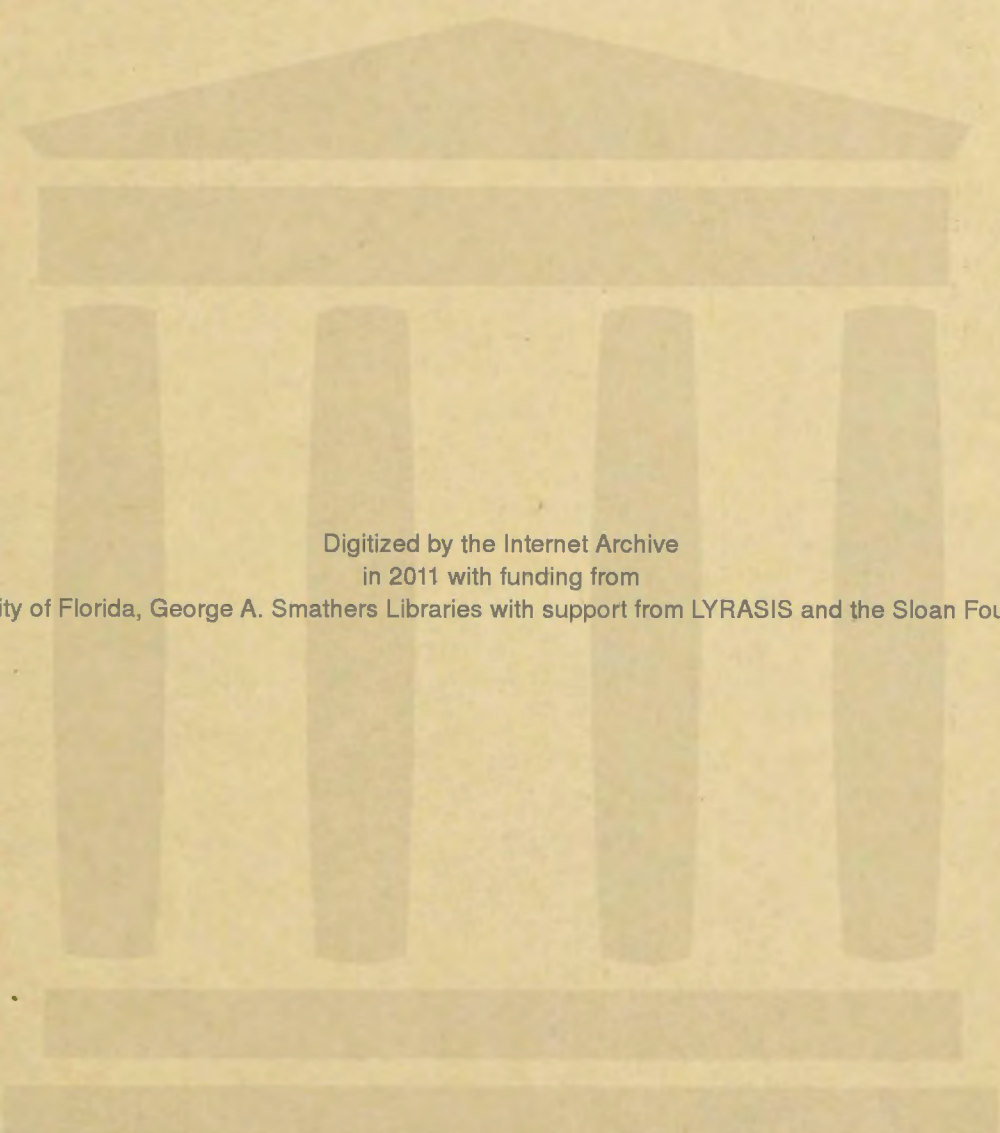 Digitized by the Internet Archive
in 2011 with funding from
ity of Florida, George A. Smathers Libraries with support from LYRASIS and the Sloan Fou